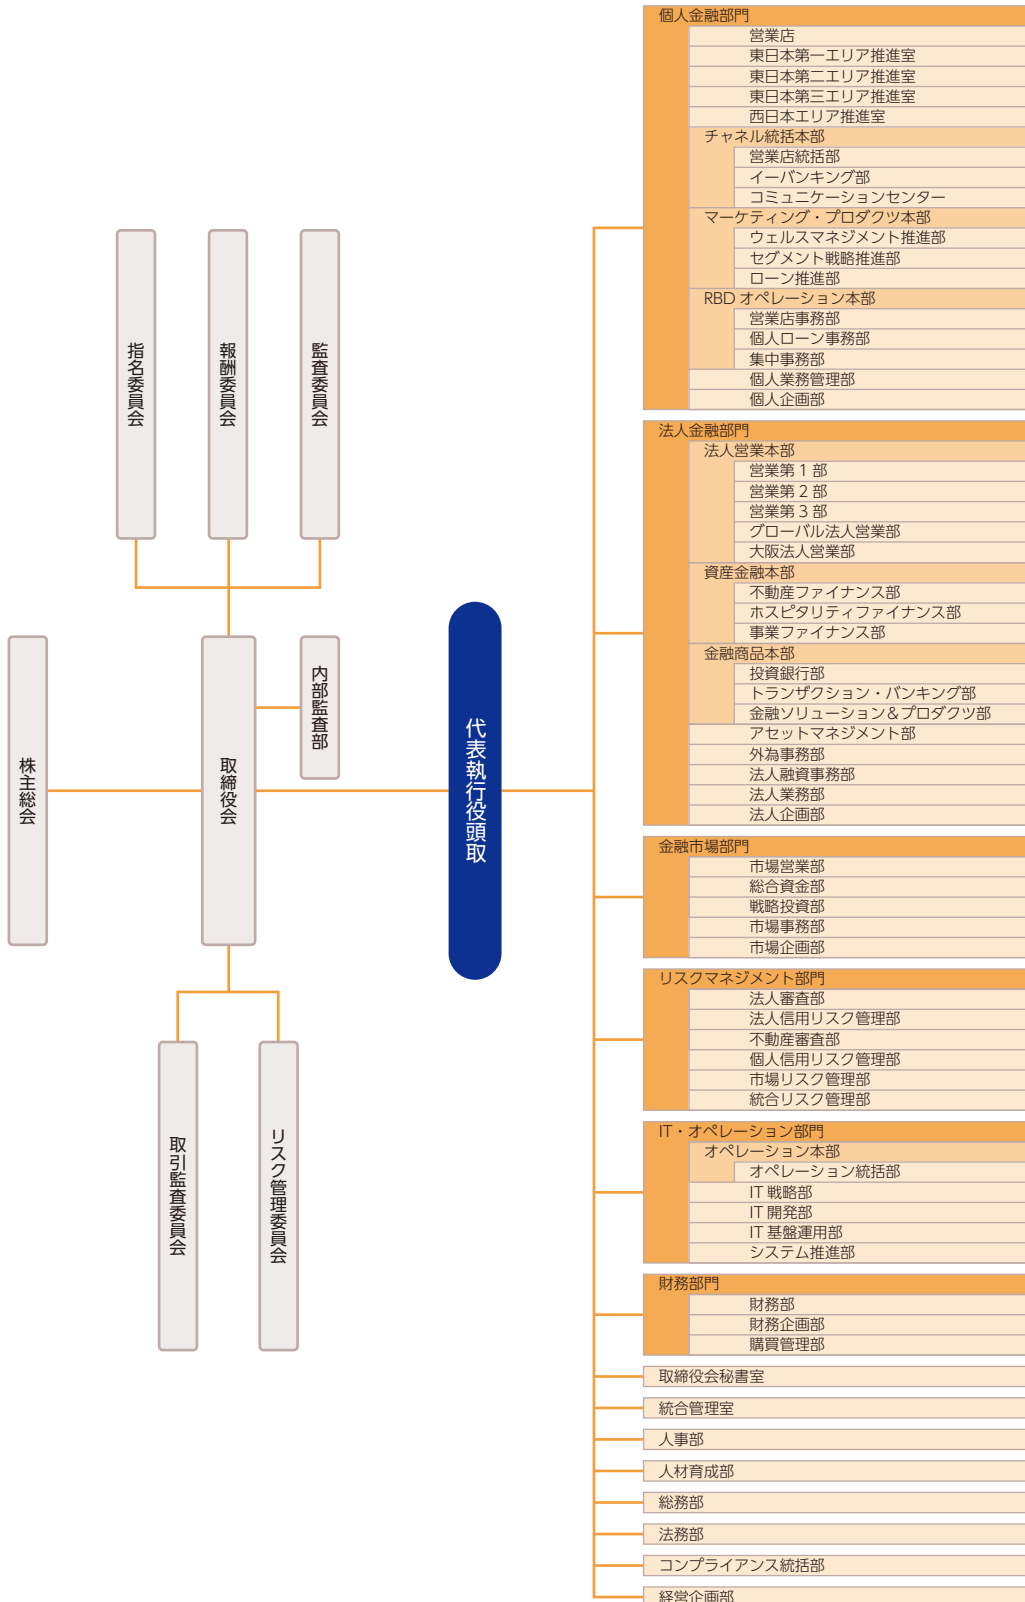 指名委員会
報酬委員会
監査委員会
株主総会
取締役会
内部監査部
代表執行役頭取
取引監査委員会
リスク管理委員会
個人金融部門
営業店
東日本第一エリア推進室
東日本第二エリア推進室
東日本第三エリア推進室
西日本エリア推進室
チャネル統括本部
営業店統括部
イーバンキング部
コミュニケーションセンター
マーケティング・プロダクツ本部
ウェルスマネジメント推進部
セグメント戦略推進部
ローン推進部
RBD オペレーション本部
営業店事務部
個人ローン事務部
集中事務部
個人業務管理部
個人企画部
法人金融部門
法人営業本部
営業第 1 部
営業第 2 部
営業第 3 部
グローバル法人営業部
大阪法人営業部
資産金融本部
不動産ファイナンス部
ホスピタリティファイナンス部
事業ファイナンス部
金融商品本部
投資銀行部
トランザクション・バンキング部
金融ソリューション＆プロダクツ部
アセットマネジメント部
外為事務部
法人融資事務部
法人業務部
法人企画部
金融市場部門
市場営業部
総合資金部
戦略投資部
市場事務部
市場企画部
リスクマネジメント部門
法人審査部
法人信用リスク管理部
不動産審査部
個人信用リスク管理部
市場リスク管理部
統合リスク管理部
IT・オペレーション部門
オペレーション本部
オペレーション統括部
IT 戦略部
IT 開発部
IT 基盤運用部
システム推進部
財務部門
財務部
財務企画部
購買管理部
取締役会秘書室
統合管理室
人事部
人材育成部
総務部
法務部
コンプライアンス統括部
経営企画部